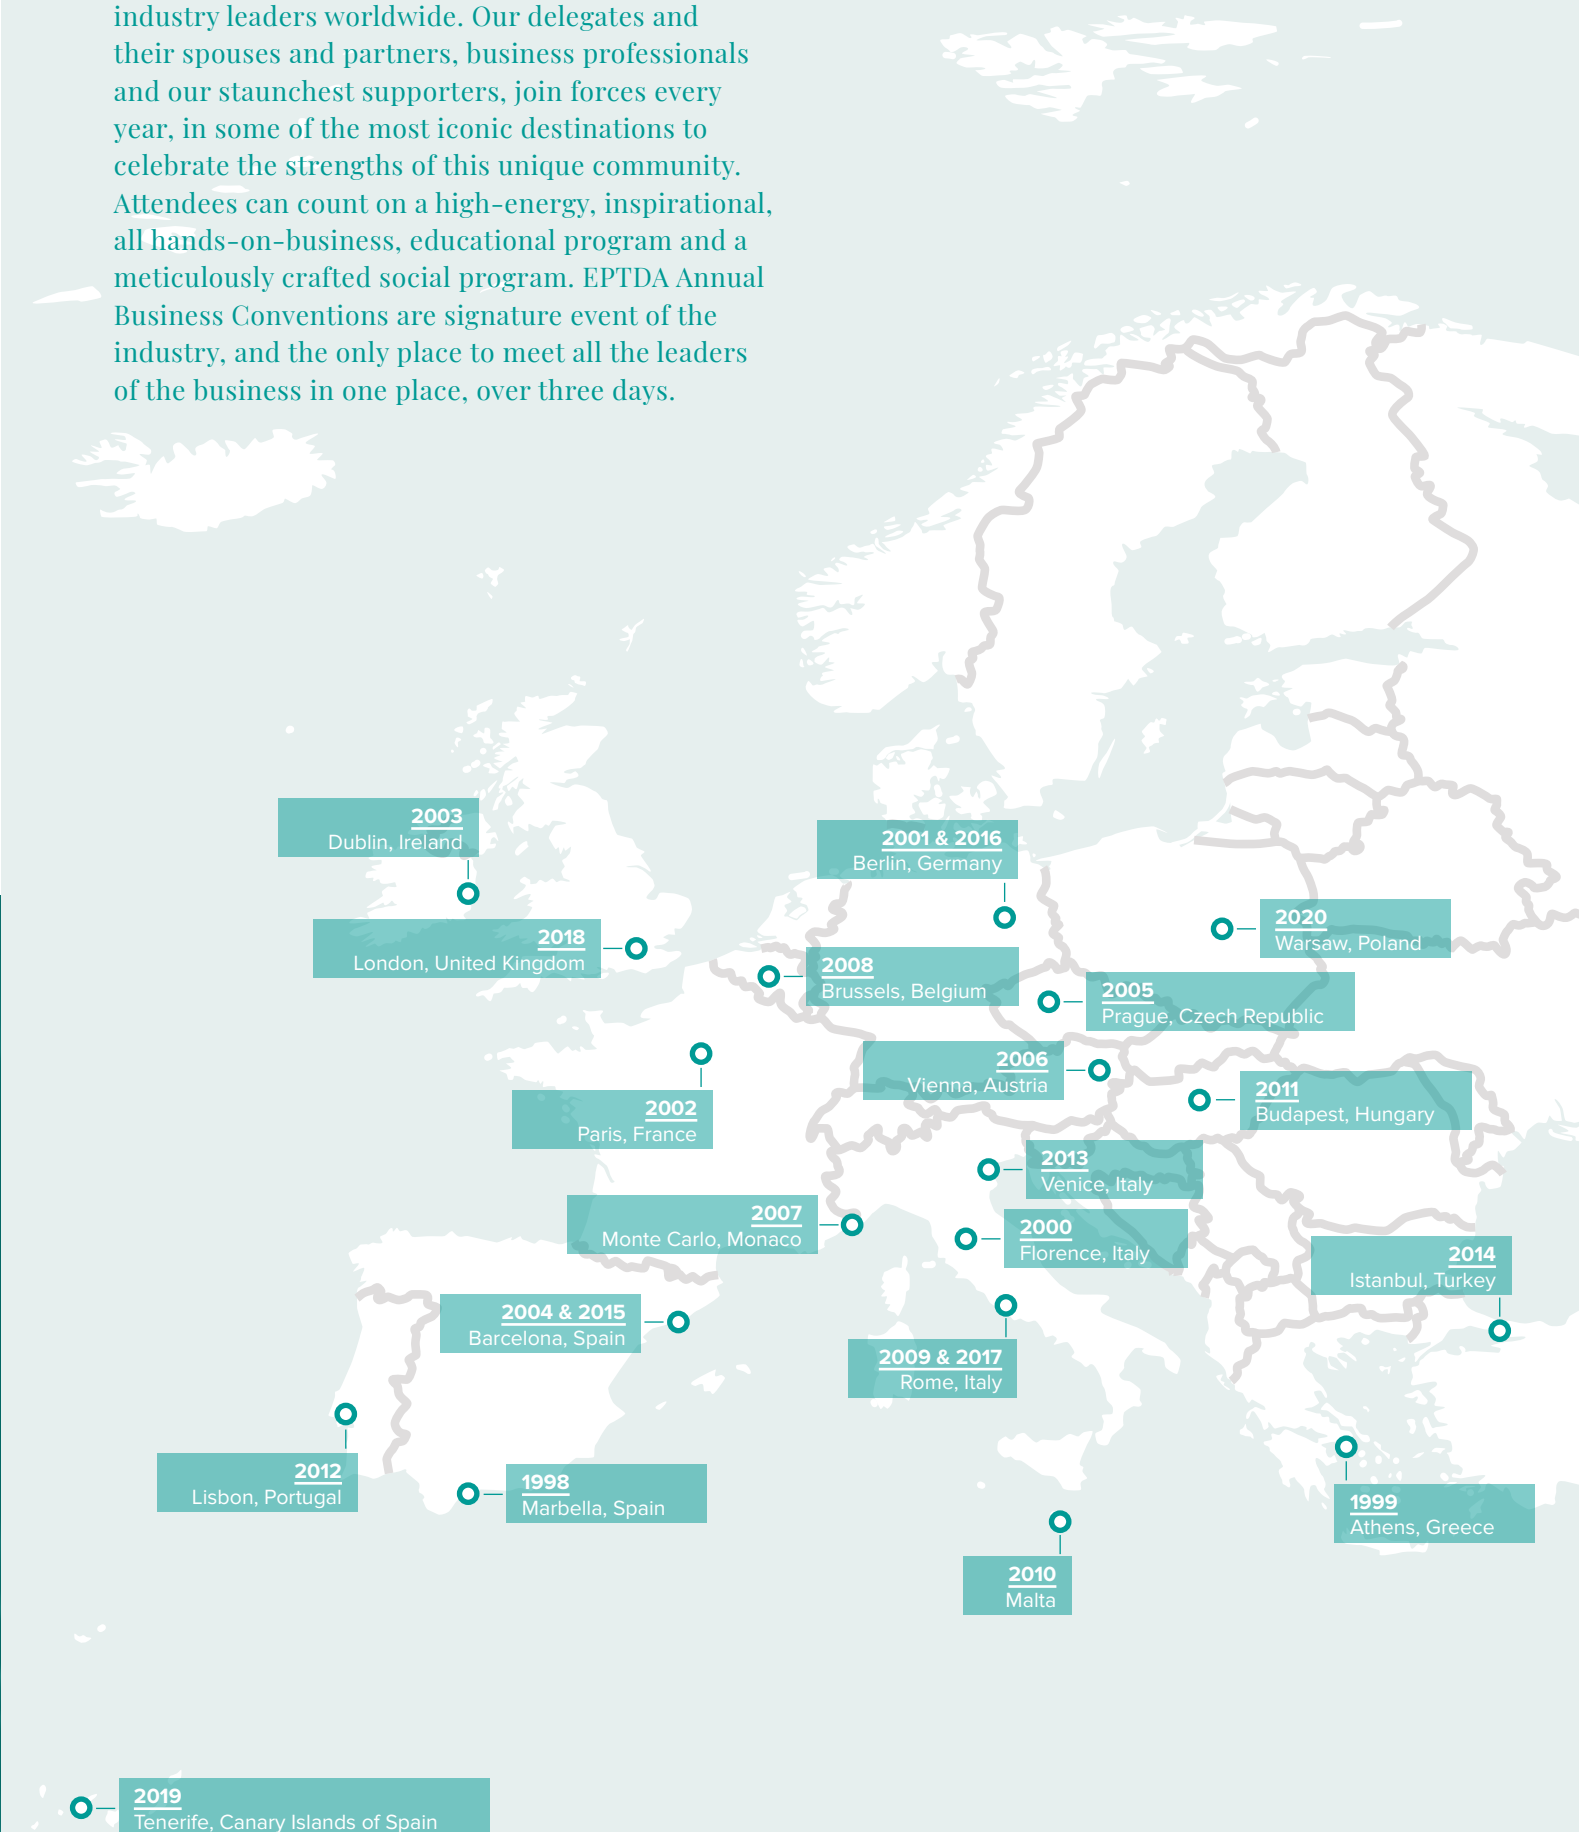 industry leaders worldwide. Our delegates and
their spouses and partners, business professionals
and our staunchest supporters, join forces every
year, in some of the most iconic destinations to
celebrate the strengths of this unique community.
Attendees can count on a high-energy, inspirational,
all hands-on-business, educational program and a
meticulously crafted social program. EPTDA Annual
Business Conventions are signature event of the
industry, and the only place to meet all the leaders
of the business in one place, over three days.
2003
Dublin, Ireland
2001 & 2016
Berlin, Germany
2018
London, United Kingdom
2020
Warsaw, Poland
2008
Brussels, Belgium
2005
Prague, Czech Republic
2006
Vienna, Austria
2002
Paris, France
2011
Budapest, Hungary
2013
Venice, Italy
2007
Monte Carlo, Monaco
2000
Florence, Italy
2014
Istanbul, Turkey
2004 & 2015
Barcelona, Spain
2009 & 2017
Rome, Italy
2012
Lisbon, Portugal
1998
Marbella, Spain
1999
Athens, Greece
2010
Malta
2019
Tenerife, Canary Islands of Spain